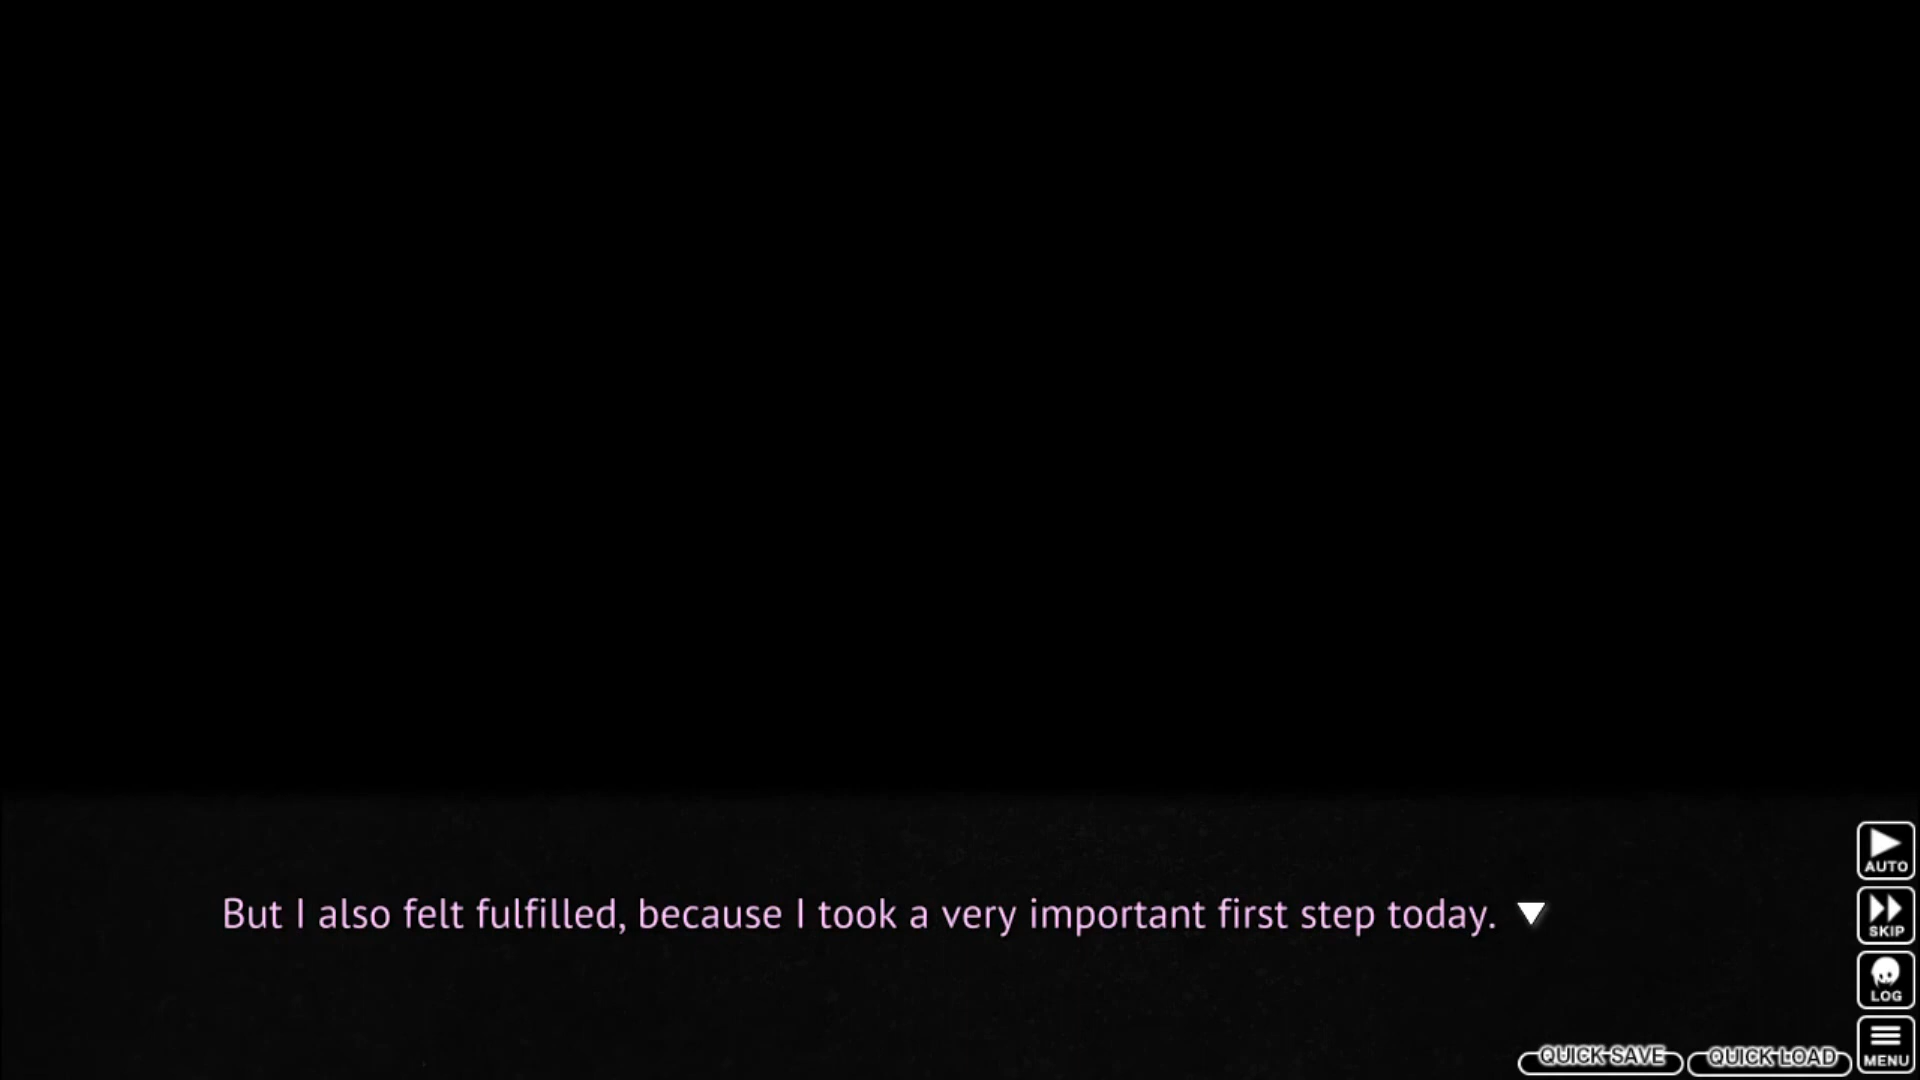 But I also felt fulfilled, because I took a very important first step today.
AUTO
SKIP
LOG
MENU
QUICK SAVE
QUICK LOAD